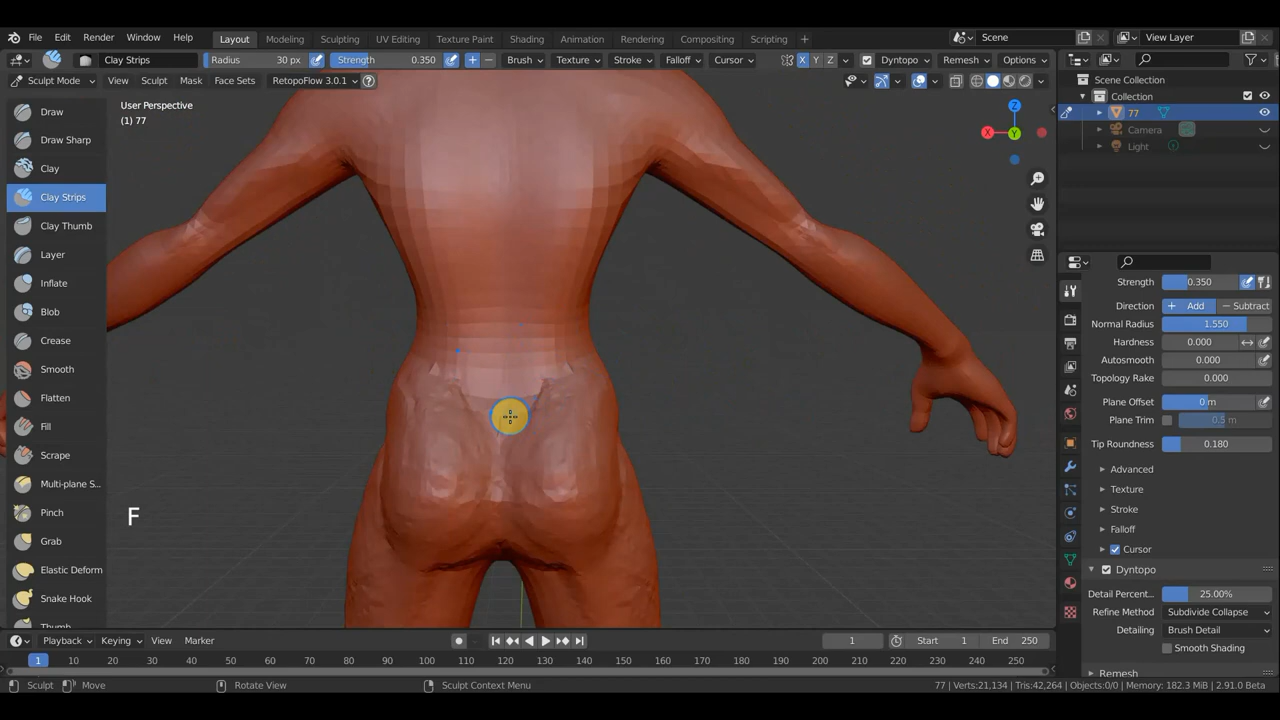 File Edit Render Window Help Layout Modeling Sculpting UV Editing Texture Paint Shading Animation Rendering Compositing Scripting + Scene View Layer
Clay Strips Radius 30 px Strength 0.350 + − Brush Texture Stroke Falloff Cursor X Y Z Dyntopo Remesh Options
Sculpt Mode View Sculpt Mask Face Sets RetopoFlow 3.0.1 ?
Scene Collection
Collection
77
Camera
Light
User Perspective
(1) 77
Z
X
Y
Draw
Draw Sharp
Clay
Clay Strips
Clay Thumb
Layer
Inflate
Blob
Crease
Smooth
Flatten
Fill
Scrape
Multi-plane S...
Pinch
Grab
Elastic Deform
Snake Hook
Thumb
F
Strength 0.350
Direction + Add − Subtract
Normal Radius 1.550
Hardness 0.000
Autosmooth 0.000
Topology Rake 0.000
Plane Offset 0 m
Plane Trim 0.5 m
Tip Roundness 0.180
Advanced
Texture
Stroke
Falloff
Cursor
Dyntopo
Detail Percent... 25.00%
Refine Method Subdivide Collapse
Detailing Brush Detail
Smooth Shading
Remesh
Playback Keying View Marker 1 Start 1 End 250
1 10 20 30 40 50 60 70 80 90 100 110 120 130 140 150 160 170 180 190 200 210 220 230 240 250
Sculpt Move Rotate View Sculpt Context Menu 77 | Verts:21,134 | Tris:42,264 | Objects:0/0 | Memory: 182.3 MiB | 2.91.0 Beta